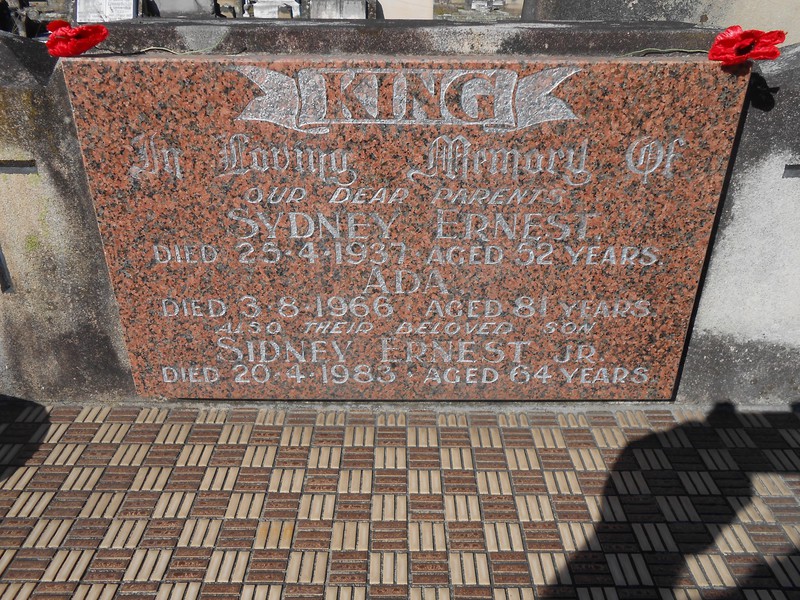 KING
In Loving Memory Of
OUR DEAR PARENTS
SYDNEY ERNEST
DIED 25-4-1937 AGED 52 YEARS.
ADA
DIED 3-8-1966 AGED 81 YEARS.
ALSO THEIR BELOVED SON
SIDNEY ERNEST JR.
DIED 20-4-1983 AGED 64 YEARS